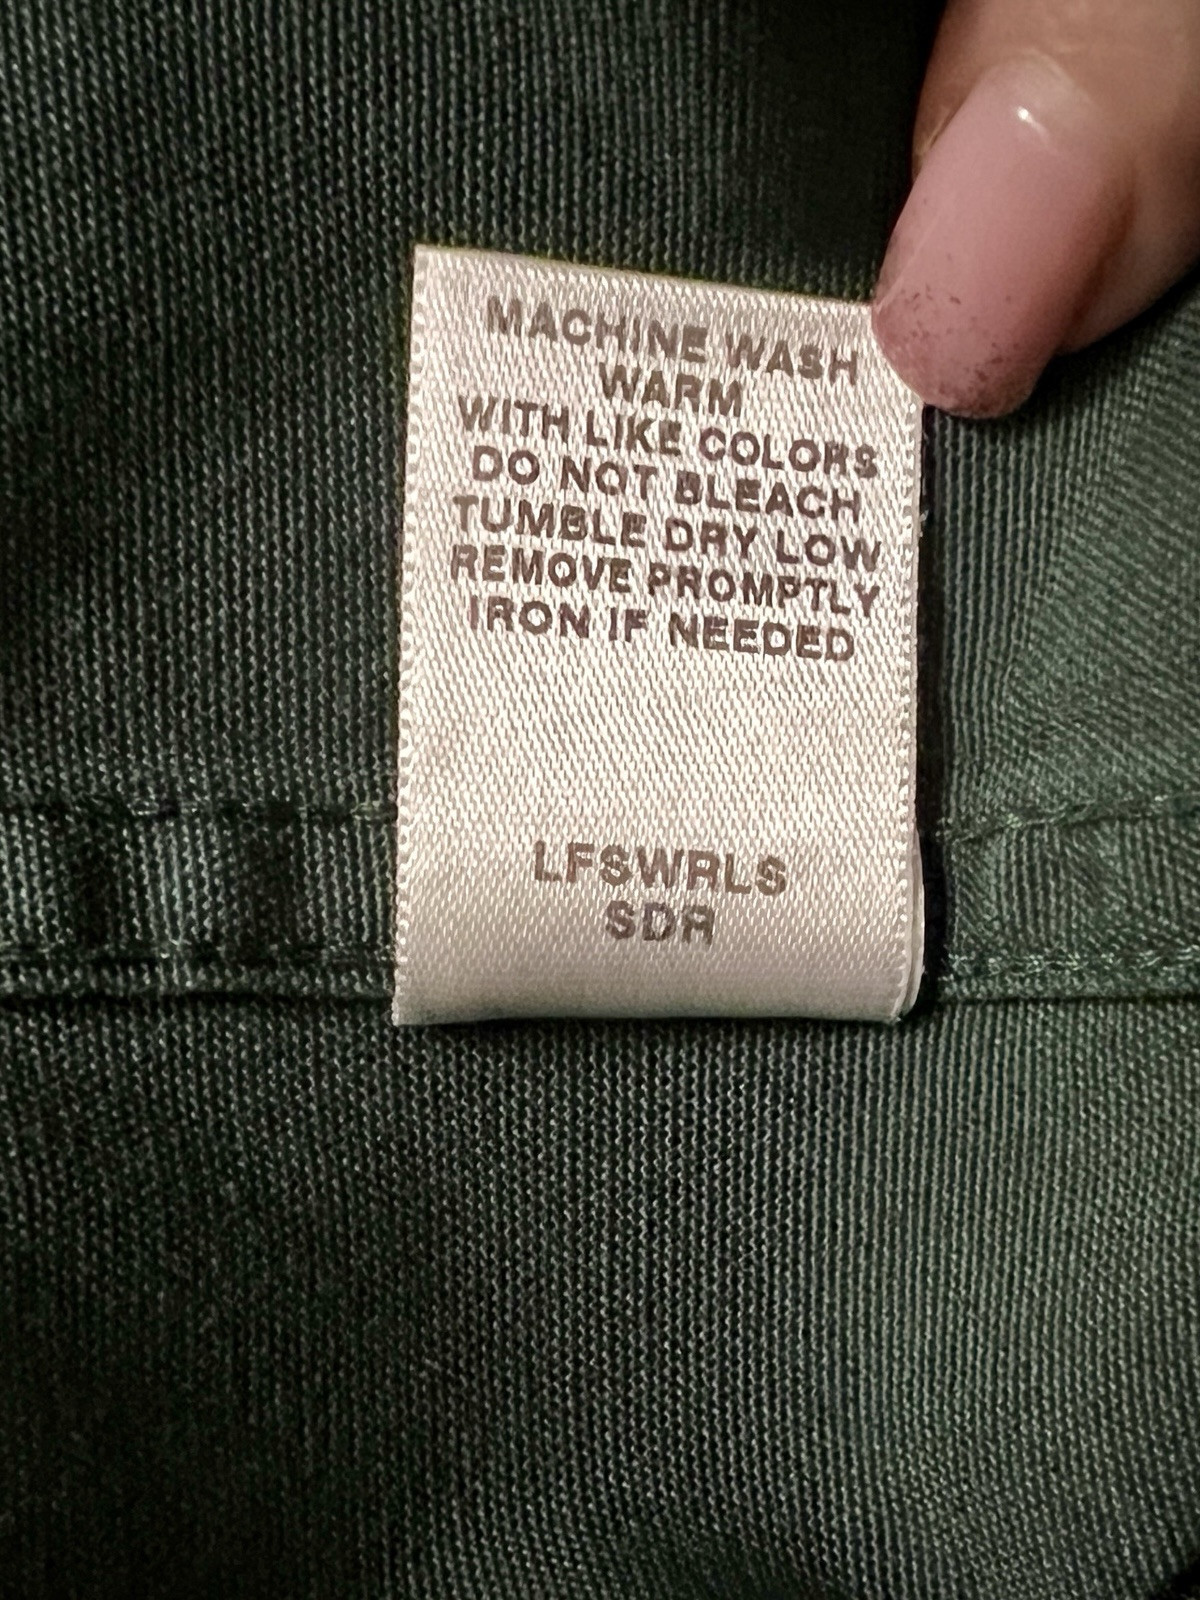 MACHINE WASH
WARM
WITH LIKE COLORS
DO NOT BLEACH
TUMBLE DRY LOW
REMOVE PROMPTLY
IRON IF NEEDED
LFSWRLS
SDR